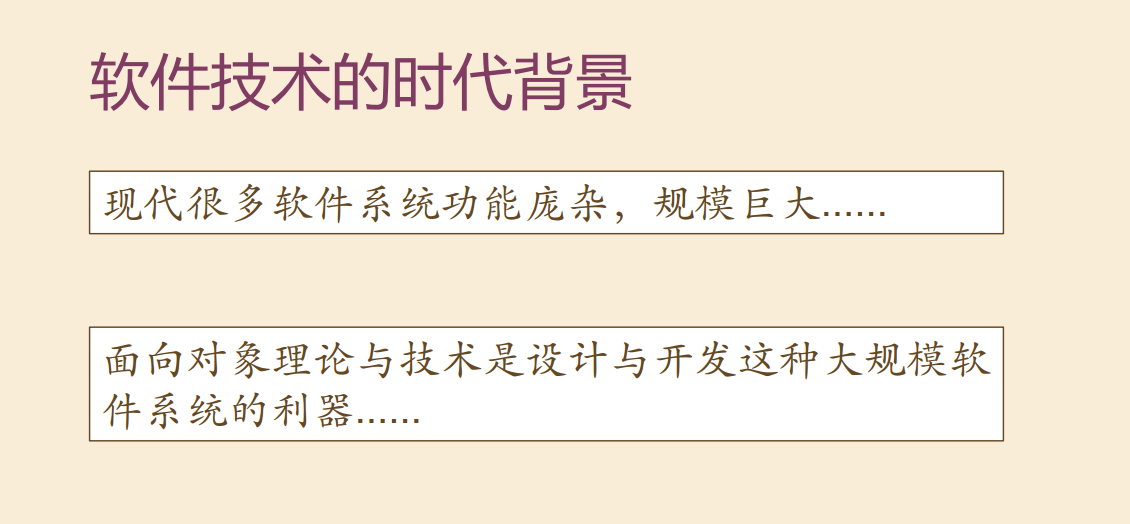 软件技术的时代背景
现代很多软件系统功能庞杂，规模巨大......
面向对象理论与技术是设计与开发这种大规模软
件系统的利器......